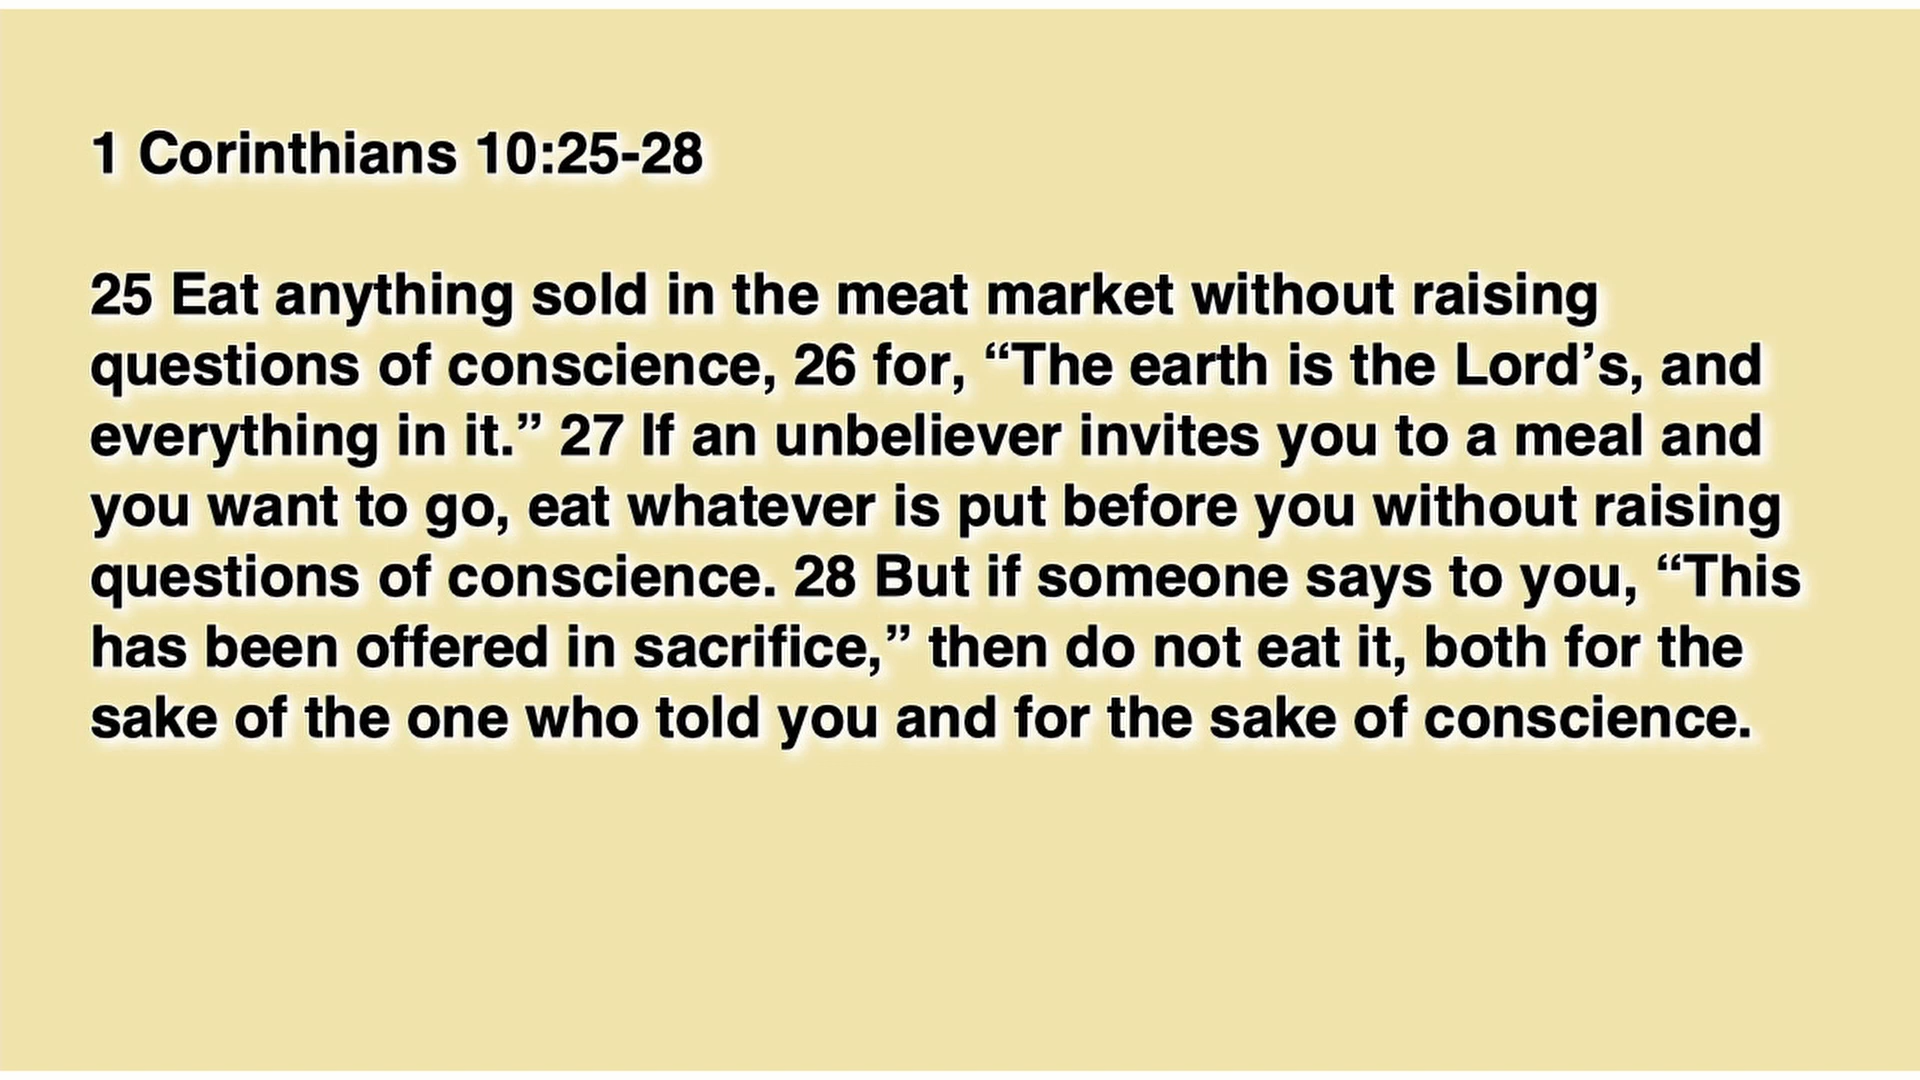 1 Corinthians 10:25-28
25 Eat anything sold in the meat market without raising
questions of conscience, 26 for, “The earth is the Lord’s, and
everything in it.” 27 If an unbeliever invites you to a meal and
you want to go, eat whatever is put before you without raising
questions of conscience. 28 But if someone says to you, “This
has been offered in sacrifice,” then do not eat it, both for the
sake of the one who told you and for the sake of conscience.